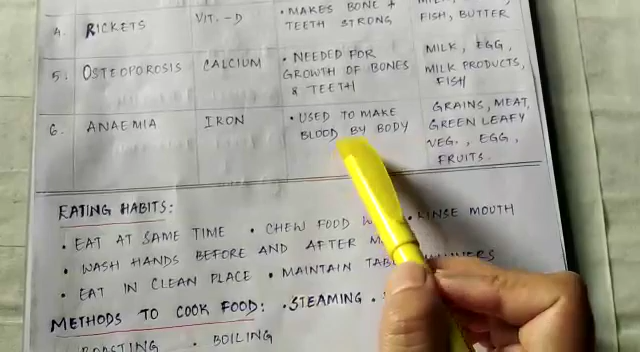 • MAKES BONE +
4. RICKETS VIT. -D TEETH STRONG FISH, BUTTER
5. OSTEOPOROSIS CALCIUM • NEEDED FOR MILK, EGG,
GROWTH OF BONES MILK PRODUCTS,
& TEETH FISH
6. ANAEMIA IRON • USED TO MAKE GRAINS, MEAT,
BLOOD BY BODY GREEN LEAFY
VEG., EGG,
FRUITS.
EATING HABITS:
• EAT AT SAME TIME • CHEW FOOD • RINSE MOUTH
• WASH HANDS BEFORE AND AFTER
• EAT IN CLEAN PLACE • MAINTAIN
METHODS TO COOK FOOD: • STEAMING •
ROASTING • BOILING